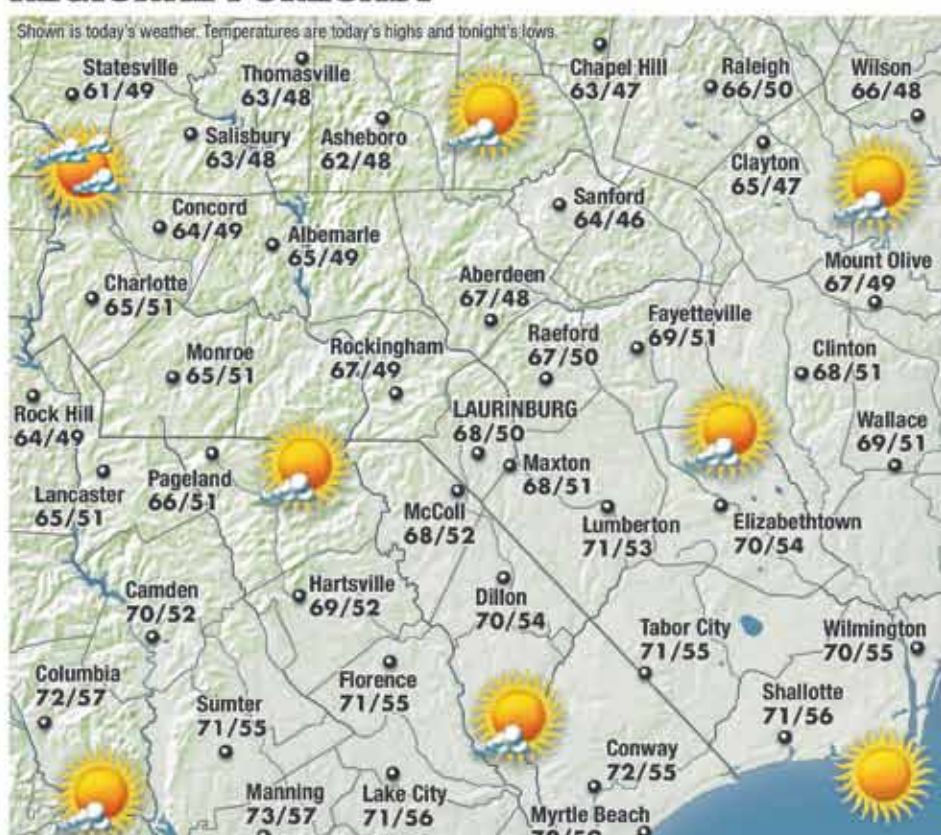 Shown is today's weather. Temperatures are today's highs and tonight's lows.
Statesville
61/49
Thomasville
63/48
Chapel Hill
63/47
Raleigh
66/50
Wilson
66/48
Salisbury
63/48
Asheboro
62/48
Clayton
65/47
Concord
64/49
Albemarle
65/49
Sanford
64/46
Charlotte
65/51
Aberdeen
67/48
Mount Olive
67/49
Monroe
65/51
Rockingham
67/49
Raeford
67/50
Fayetteville
69/51
Clinton
68/51
Rock Hill
64/49
LAURINBURG
68/50
Wallace
69/51
Lancaster
65/51
Pageland
66/51
Maxton
68/51
McColl
68/52
Lumberton
71/53
Elizabethtown
70/54
Camden
70/52
Hartsville
69/52
Dillon
70/54
Tabor City
71/55
Wilmington
70/55
Columbia
72/57
Sumter
71/55
Florence
71/55
Shallotte
71/56
Conway
72/55
Manning
73/57
Lake City
71/56
Myrtle Beach